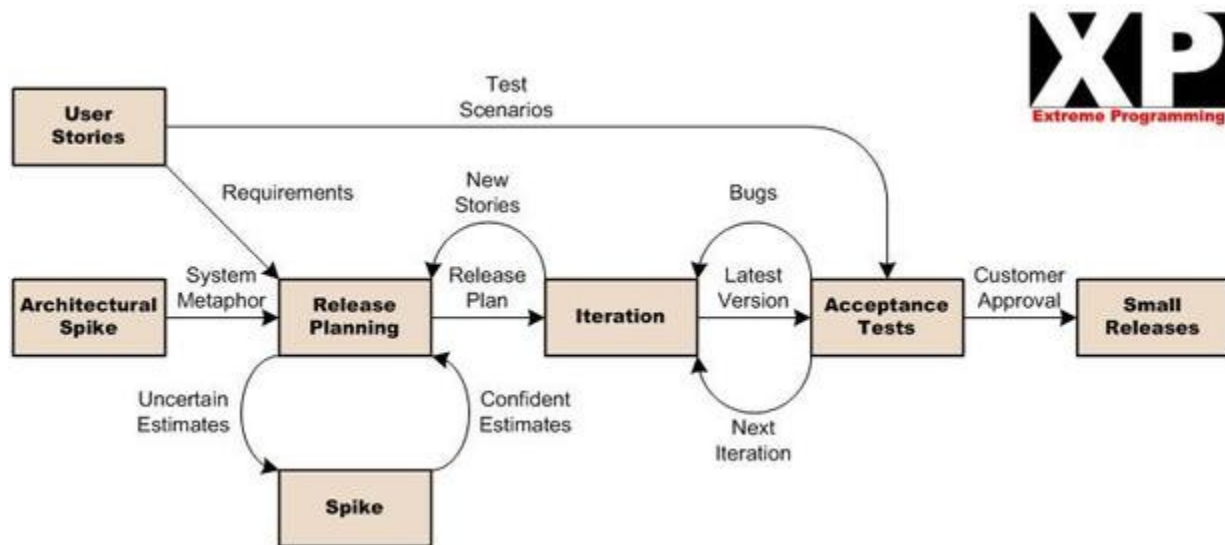 XP
Extreme Programming
Test
Scenarios
User
Stories
Requirements
New
Stories
Bugs
System
Metaphor
Release
Plan
Latest
Version
Customer
Approval
Architectural
Spike
Release
Planning
Iteration
Acceptance
Tests
Small
Releases
Uncertain
Estimates
Confident
Estimates
Next
Iteration
Spike